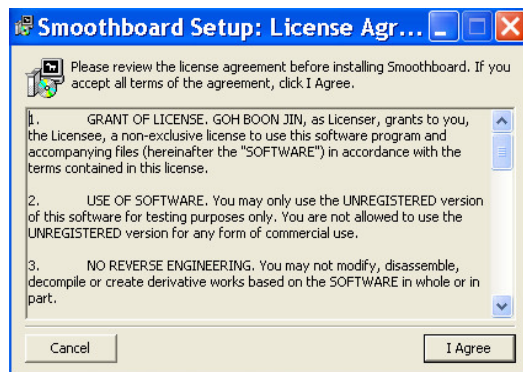 Smoothboard Setup: License Agr...
Please review the license agreement before installing Smoothboard. If you
accept all terms of the agreement, click I Agree.
1. GRANT OF LICENSE. GOH BOON JIN, as Licenser, grants to you,
the Licensee, a non-exclusive license to use this software program and
accompanying files (hereinafter the "SOFTWARE") in accordance with the
terms contained in this license.
2. USE OF SOFTWARE. You may only use the UNREGISTERED version
of this software for testing purposes only. You are not allowed to use the
UNREGISTERED version for any form of commercial use.
3. NO REVERSE ENGINEERING. You may not modify, disassemble,
decompile or create derivative works based on the SOFTWARE in whole or in
part.
Cancel
I Agree